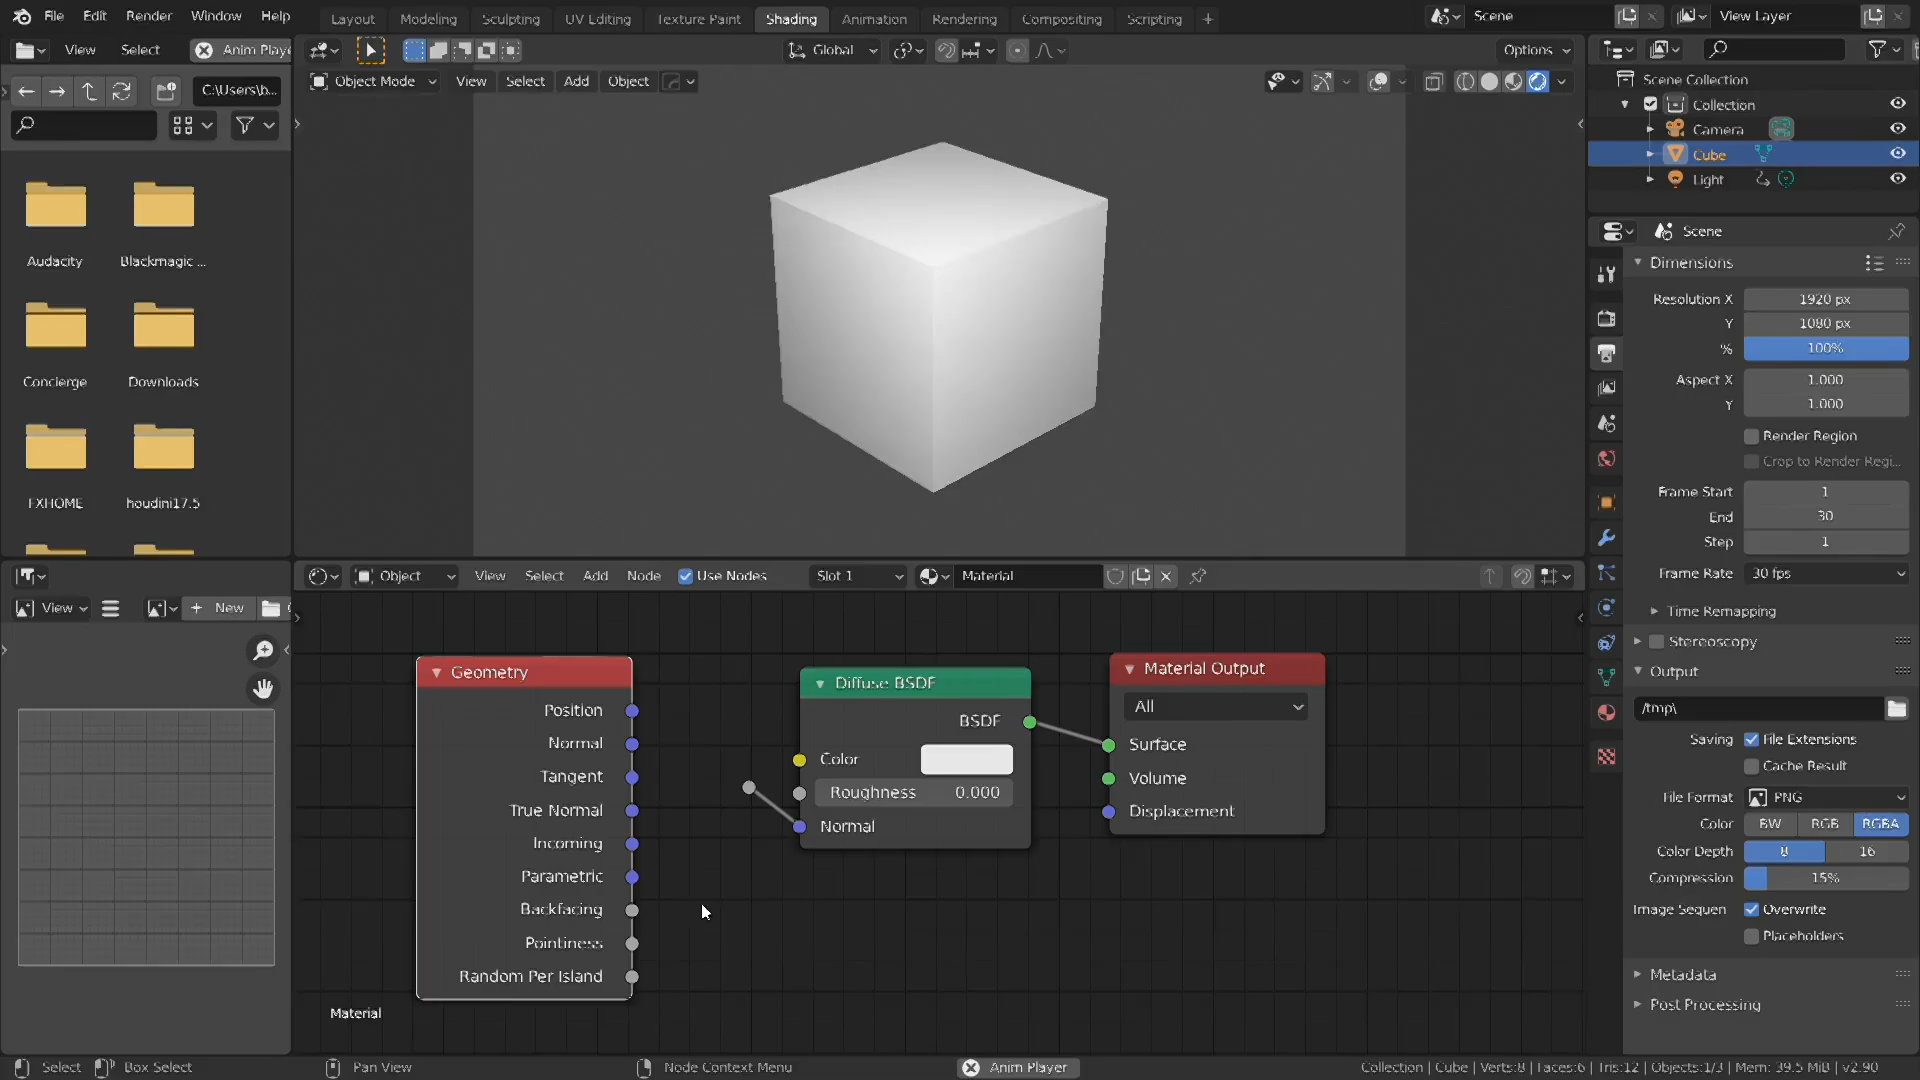 File Edit Render Window Help Layout Modeling Sculpting UV Editing Texture Paint Shading Animation Rendering Compositing Scripting + Scene View Layer
View Select Anim Playe Global Options
C:\Users\b... Object Mode View Select Add Object
Scene Collection
Collection
Camera
Cube
Light
Audacity Blackmagic ...
Concierge Downloads
FXHOME houdini17.5
Scene
Dimensions
Resolution X 1920 px
Y 1080 px
% 100%
Aspect X 1.000
Y 1.000
Render Region
Crop to Render Regi...
Frame Start 1
End 30
Step 1
Frame Rate 30 fps
Time Remapping
Stereoscopy
Output
/tmp\
Saving File Extensions
Cache Result
File Format PNG
Color BW RGB RGBA
Color Depth 8 16
Compression 15%
Image Sequen Overwrite
Placeholders
Metadata
Post Processing
Object View Select Add Node Use Nodes Slot 1 Material
View + New
Geometry
Position
Normal
Tangent
True Normal
Incoming
Parametric
Backfacing
Pointiness
Random Per Island
Diffuse BSDF
BSDF
Color
Roughness 0.000
Normal
Material Output
All
Surface
Volume
Displacement
Material
Select Box Select Pan View Node Context Menu Anim Player Collection | Cube | Verts:8 | Faces:6 | Tris:12 | Objects:1/3 | Mem: 39.5 MiB | v2.90